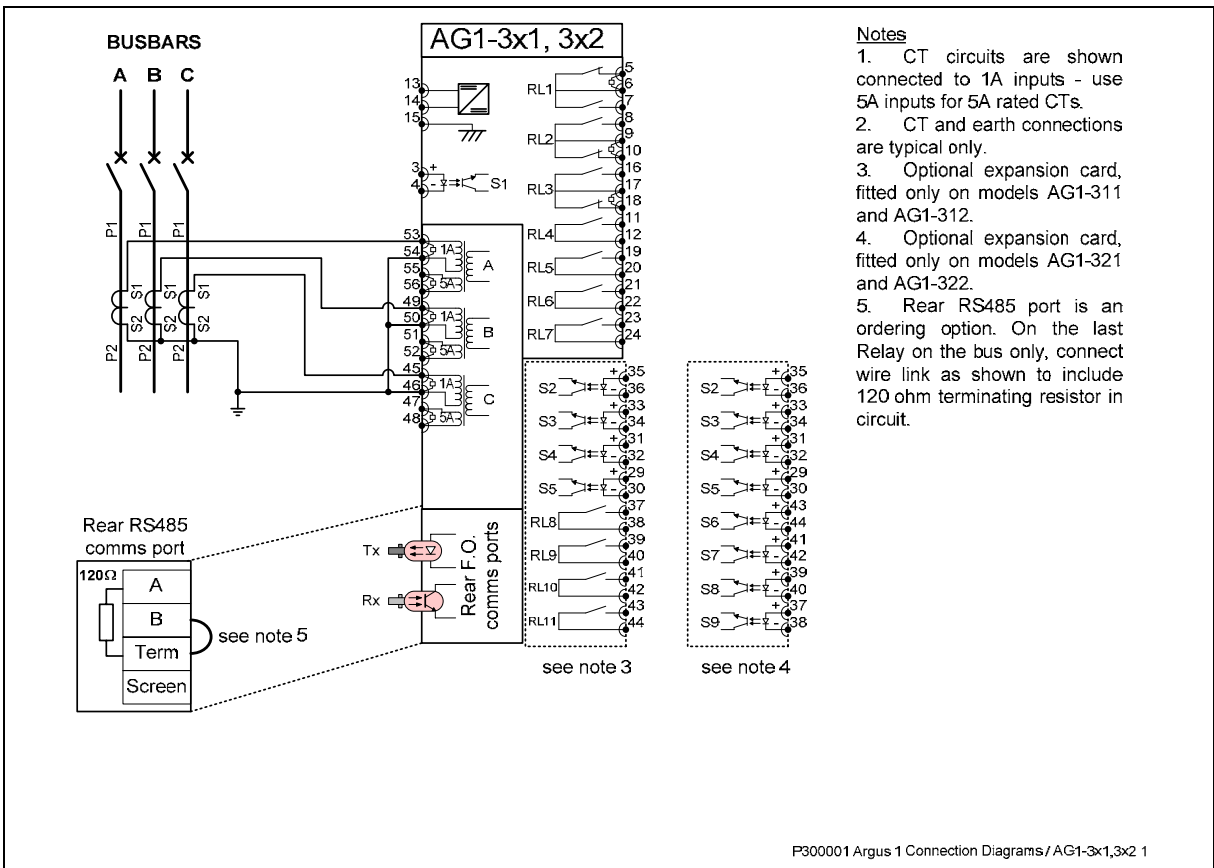 BUSBARS
A B C
P1 P1 P1
S1 S1 S1
S2 S2 S2
P2 P2 P2
AG1-3x1, 3x2
13
14
15
3 +
4 -
S1
53
54
55
56
1A
5A
A
49
50
51
52
1A
5A
B
45
46
47
48
1A
5A
C
RL1
5
6
7
RL2
8
9
10
RL3
16
17
18
RL4
11
12
RL5
19
20
RL6
21
22
RL7
23
24
S2 + 35
- 36
S3 + 33
- 34
S4 + 31
- 32
S5 + 29
- 30
RL8 37
38
RL9 39
40
RL10 41
42
RL11 43
44
see note 3
S2 + 35
- 36
S3 + 33
- 34
S4 + 31
- 32
S5 + 29
- 30
S6 + 43
- 44
S7 + 41
- 42
S8 + 39
- 40
S9 + 37
- 38
see note 4
Tx
Rx
Rear F.O.
comms ports
Rear RS485
comms port
120Ω
A
B
Term
Screen
see note 5
Notes
1. CT circuits are shown
connected to 1A inputs - use
5A inputs for 5A rated CTs.
2. CT and earth connections
are typical only.
3. Optional expansion card,
fitted only on models AG1-311
and AG1-312.
4. Optional expansion card,
fitted only on models AG1-321
and AG1-322.
5. Rear RS485 port is an
ordering option. On the last
Relay on the bus only, connect
wire link as shown to include
120 ohm terminating resistor in
circuit.
P300001 Argus 1 Connection Diagrams / AG1-3x1,3x2 1